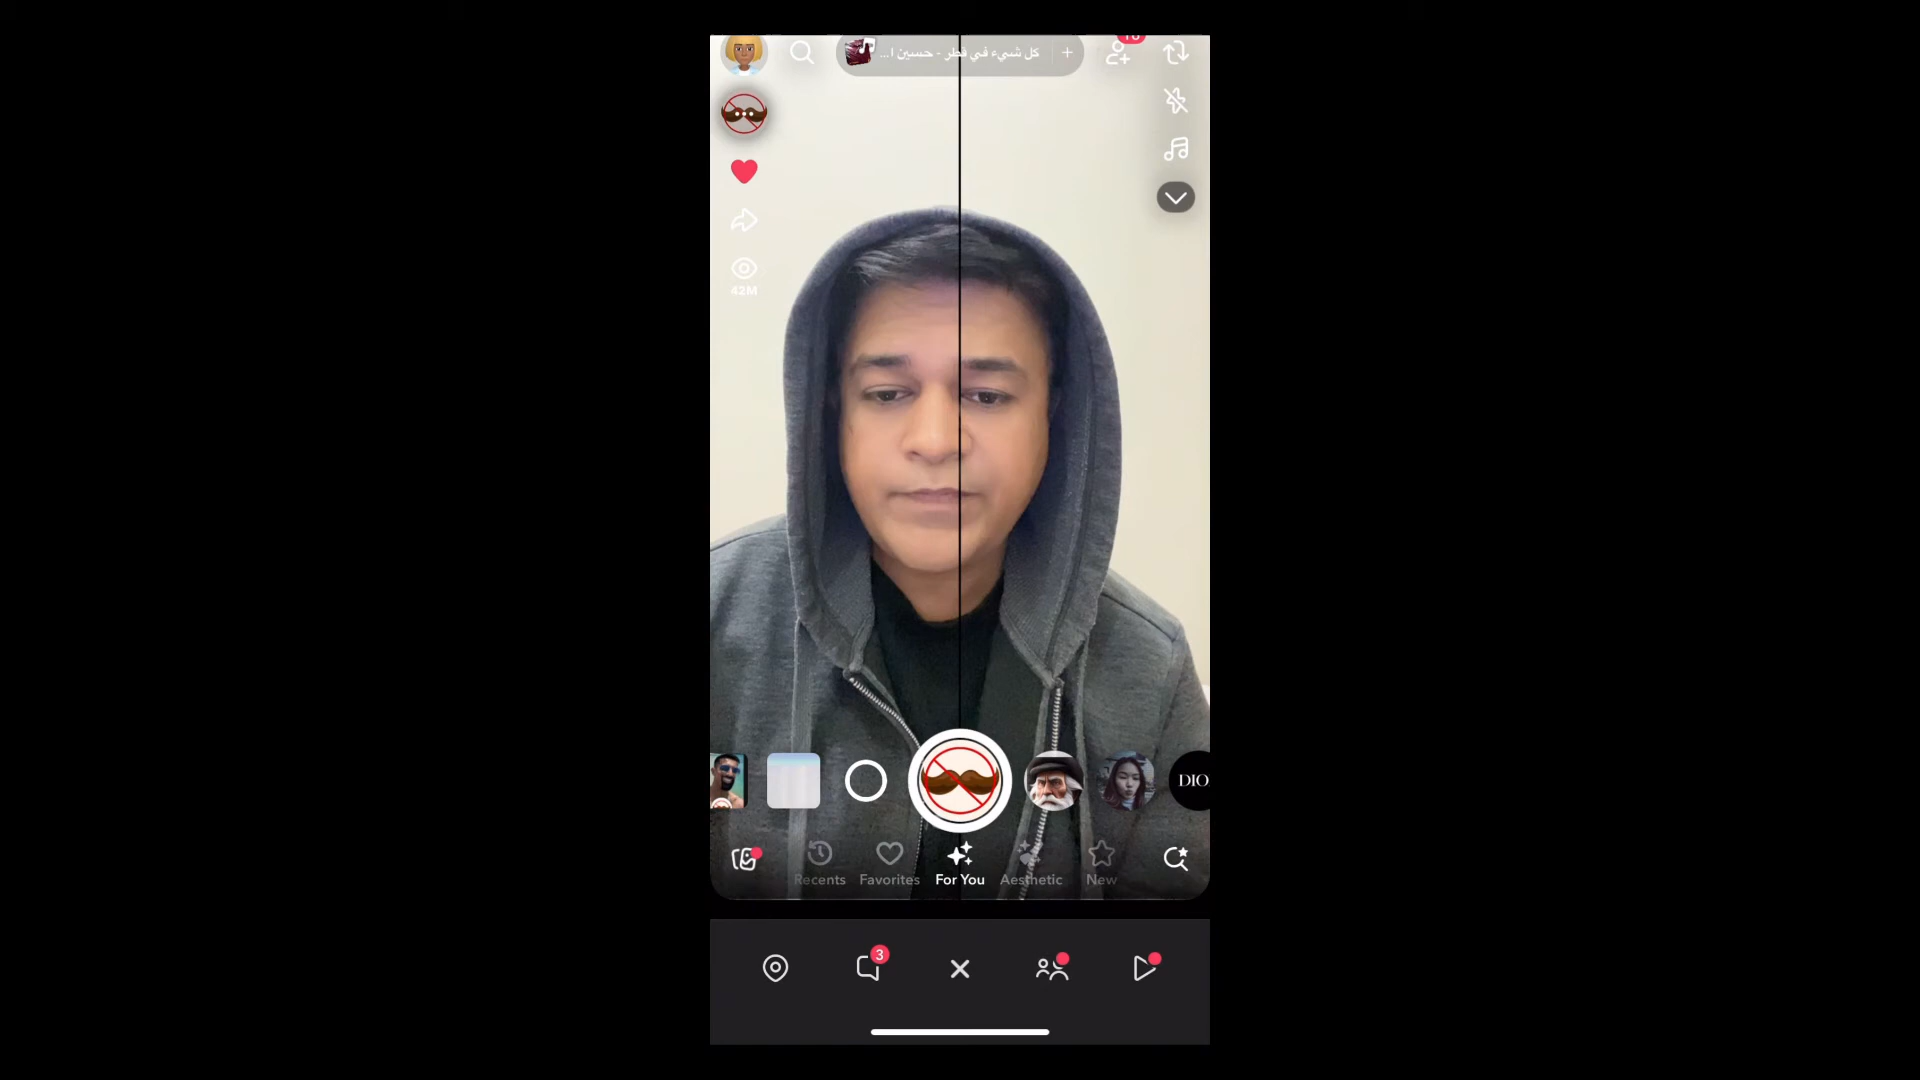 كل شيء في قطر - حسين ا...
42M
DIO
Recents Favorites For You Aesthetic New
3